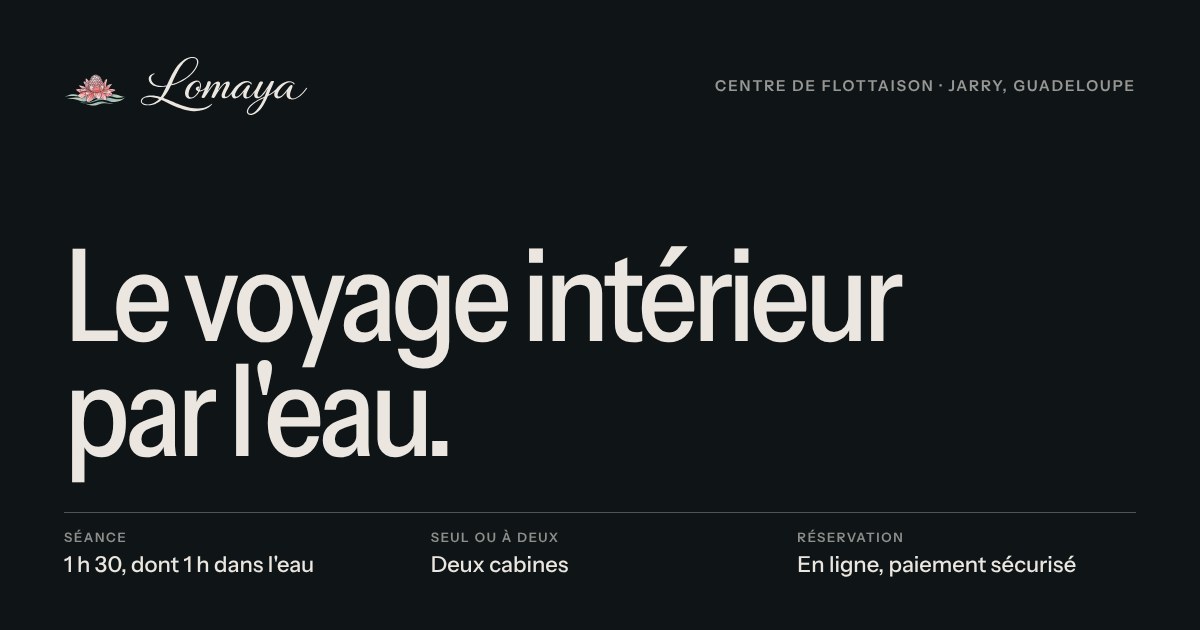 Lomaya
CENTRE DE FLOTTAISON · JARRY, GUADELOUPE
Le voyage intérieur
par l'eau.
SÉANCE
1 h 30, dont 1 h dans l'eau
SEUL OU À DEUX
Deux cabines
RÉSERVATION
En ligne, paiement sécurisé